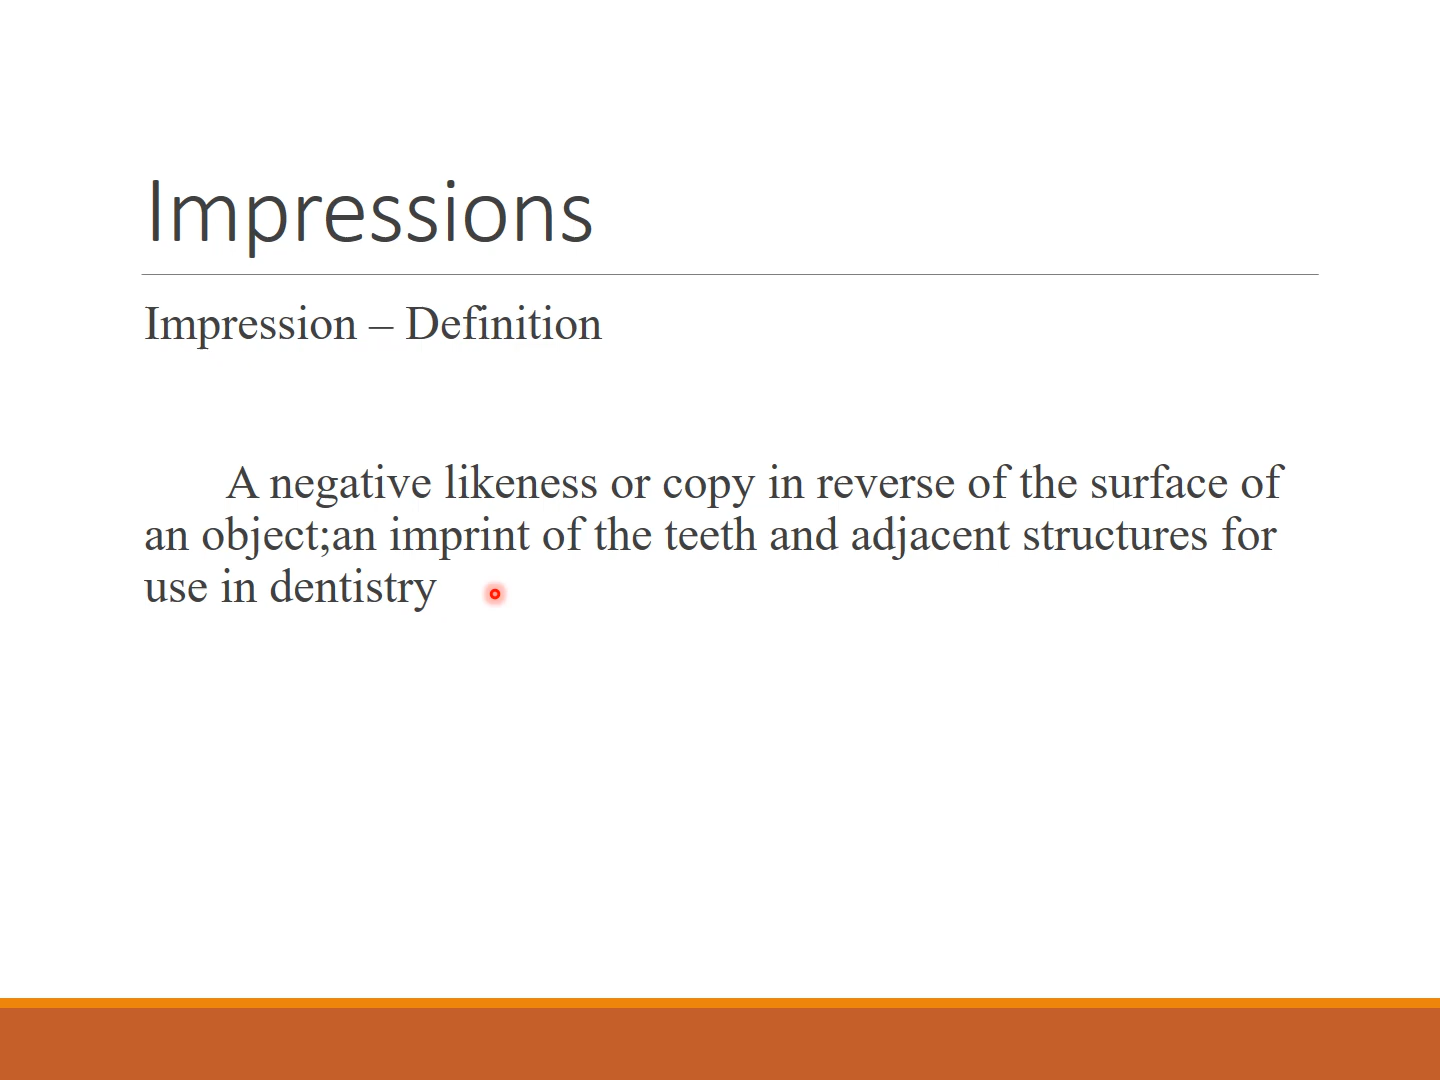 Impressions
Impression – Definition
A negative likeness or copy in reverse of the surface of
an object;an imprint of the teeth and adjacent structures for
use in dentistry